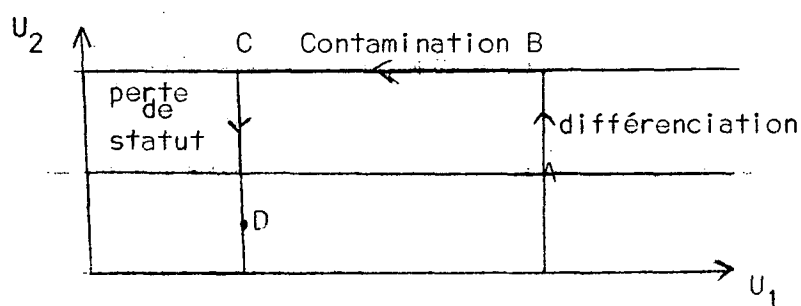 U2
C Contamination B
perte
de
statut
différenciation
A
D
U1